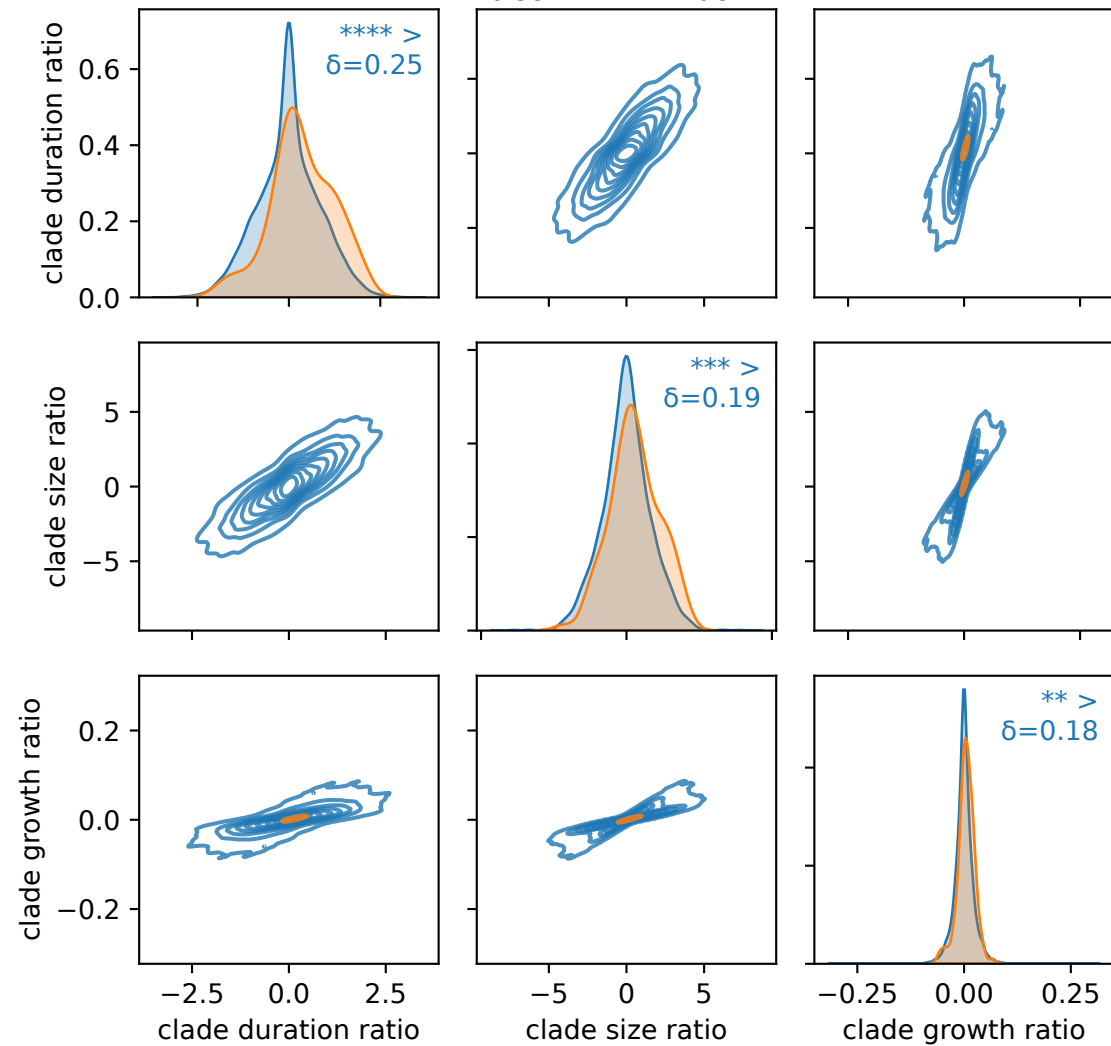 clade duration ratio
0.6
0.4
0.2
0.0
**** >
δ=0.25
clade size ratio
5
0
−5
*** >
δ=0.19
clade growth ratio
0.2
0.0
−0.2
** >
δ=0.18
−2.5 0.0 2.5
clade duration ratio
−5 0 5
clade size ratio
−0.25 0.00 0.25
clade growth ratio